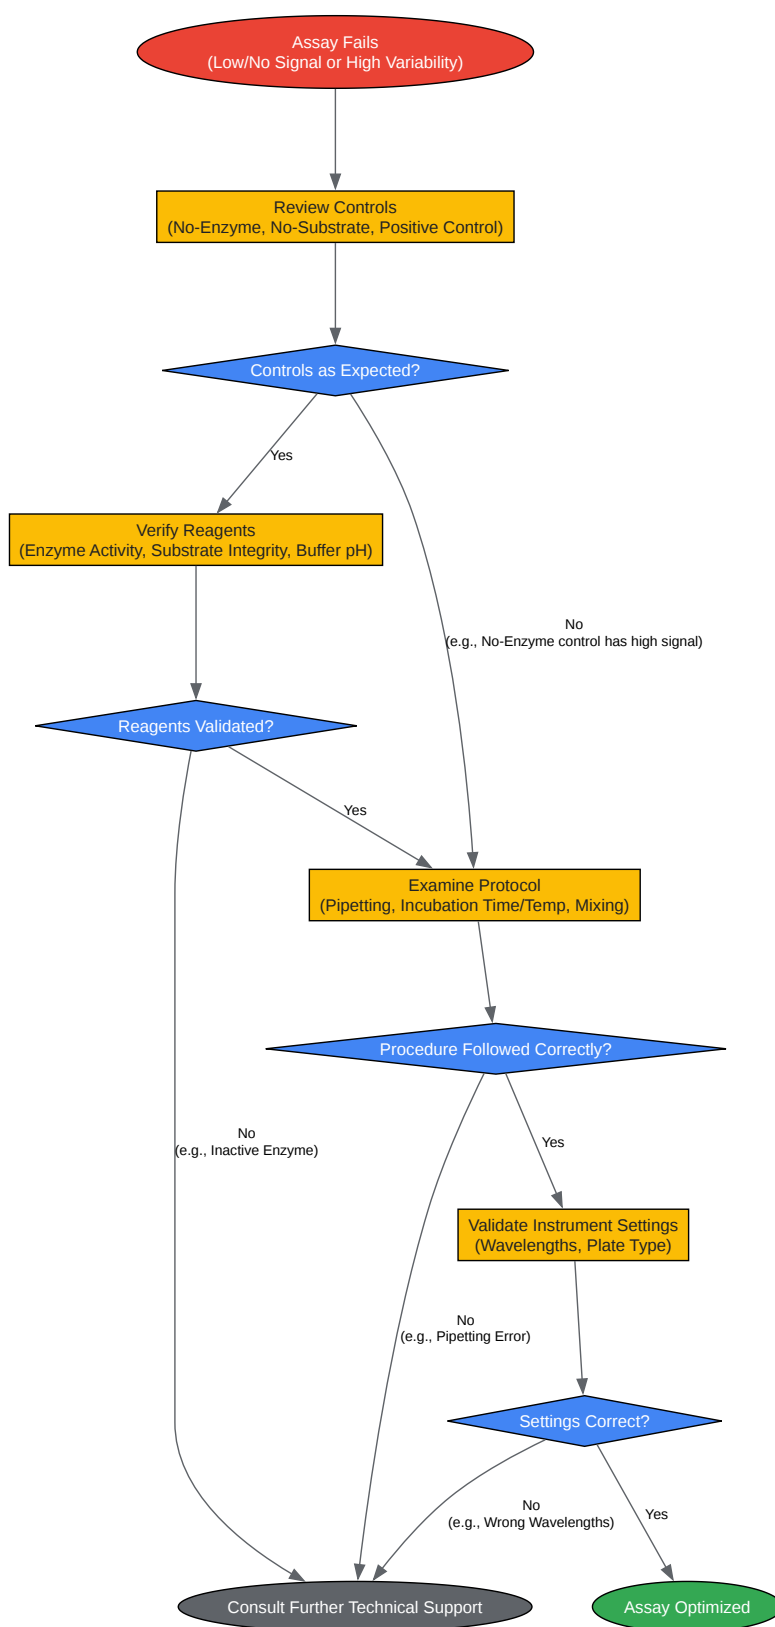 Assay Fails
(Low/No Signal or High Variability)
Review Controls
(No-Enzyme, No-Substrate, Positive Control)
Controls as Expected?
Yes
Verify Reagents
(Enzyme Activity, Substrate Integrity, Buffer pH)
No
(e.g., No-Enzyme control has high signal)
Reagents Validated?
Yes
Examine Protocol
(Pipetting, Incubation Time/Temp, Mixing)
Procedure Followed Correctly?
No
(e.g., Inactive Enzyme)
Yes
Validate Instrument Settings
(Wavelengths, Plate Type)
No
(e.g., Pipetting Error)
Settings Correct?
No
(e.g., Wrong Wavelengths)
Yes
Consult Further Technical Support
Assay Optimized